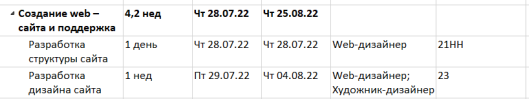 Создание web – 4,2 нед Чт 28.07.22 Чт 25.08.22
сайта и поддержка
Разработка 1 день Чт 28.07.22 Чт 28.07.22 Web-дизайнер 21НН
структуры сайта
Разработка 1 нед Пт 29.07.22 Чт 04.08.22 Web-дизайнер; 23
дизайна сайта Художник-дизайнер